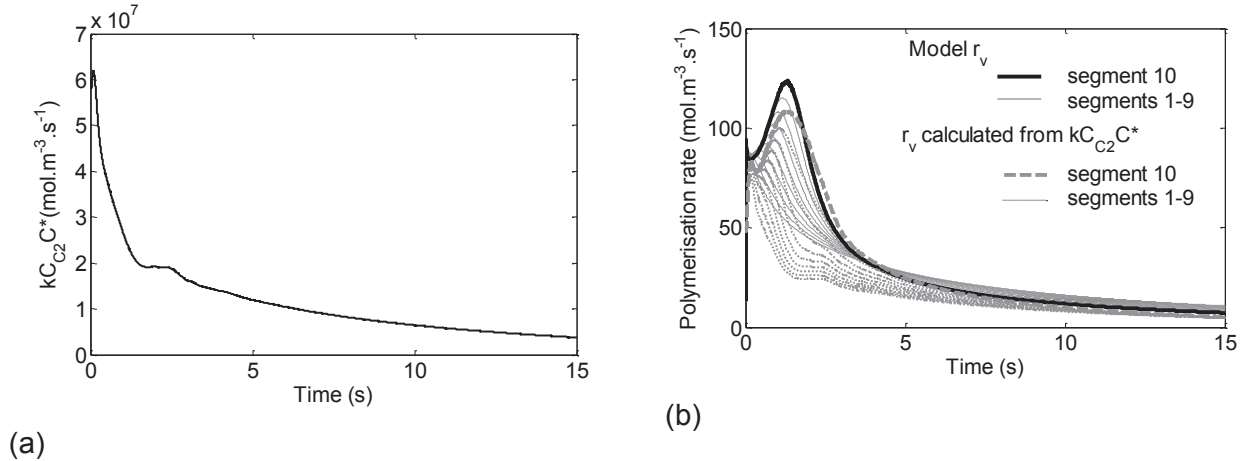 x 10⁷
7
6
5
4
3
2
1
0
0 5 10 15
kC_C2C*(mol.m⁻³.s⁻¹)
Time (s)
(a)
150
100
50
0
0 5 10 15
Polymerisation rate (mol.m⁻³.s⁻¹)
Time (s)
Model r_v
segment 10
segments 1-9
r_v calculated from kC_C2C*
segment 10
segments 1-9
(b)